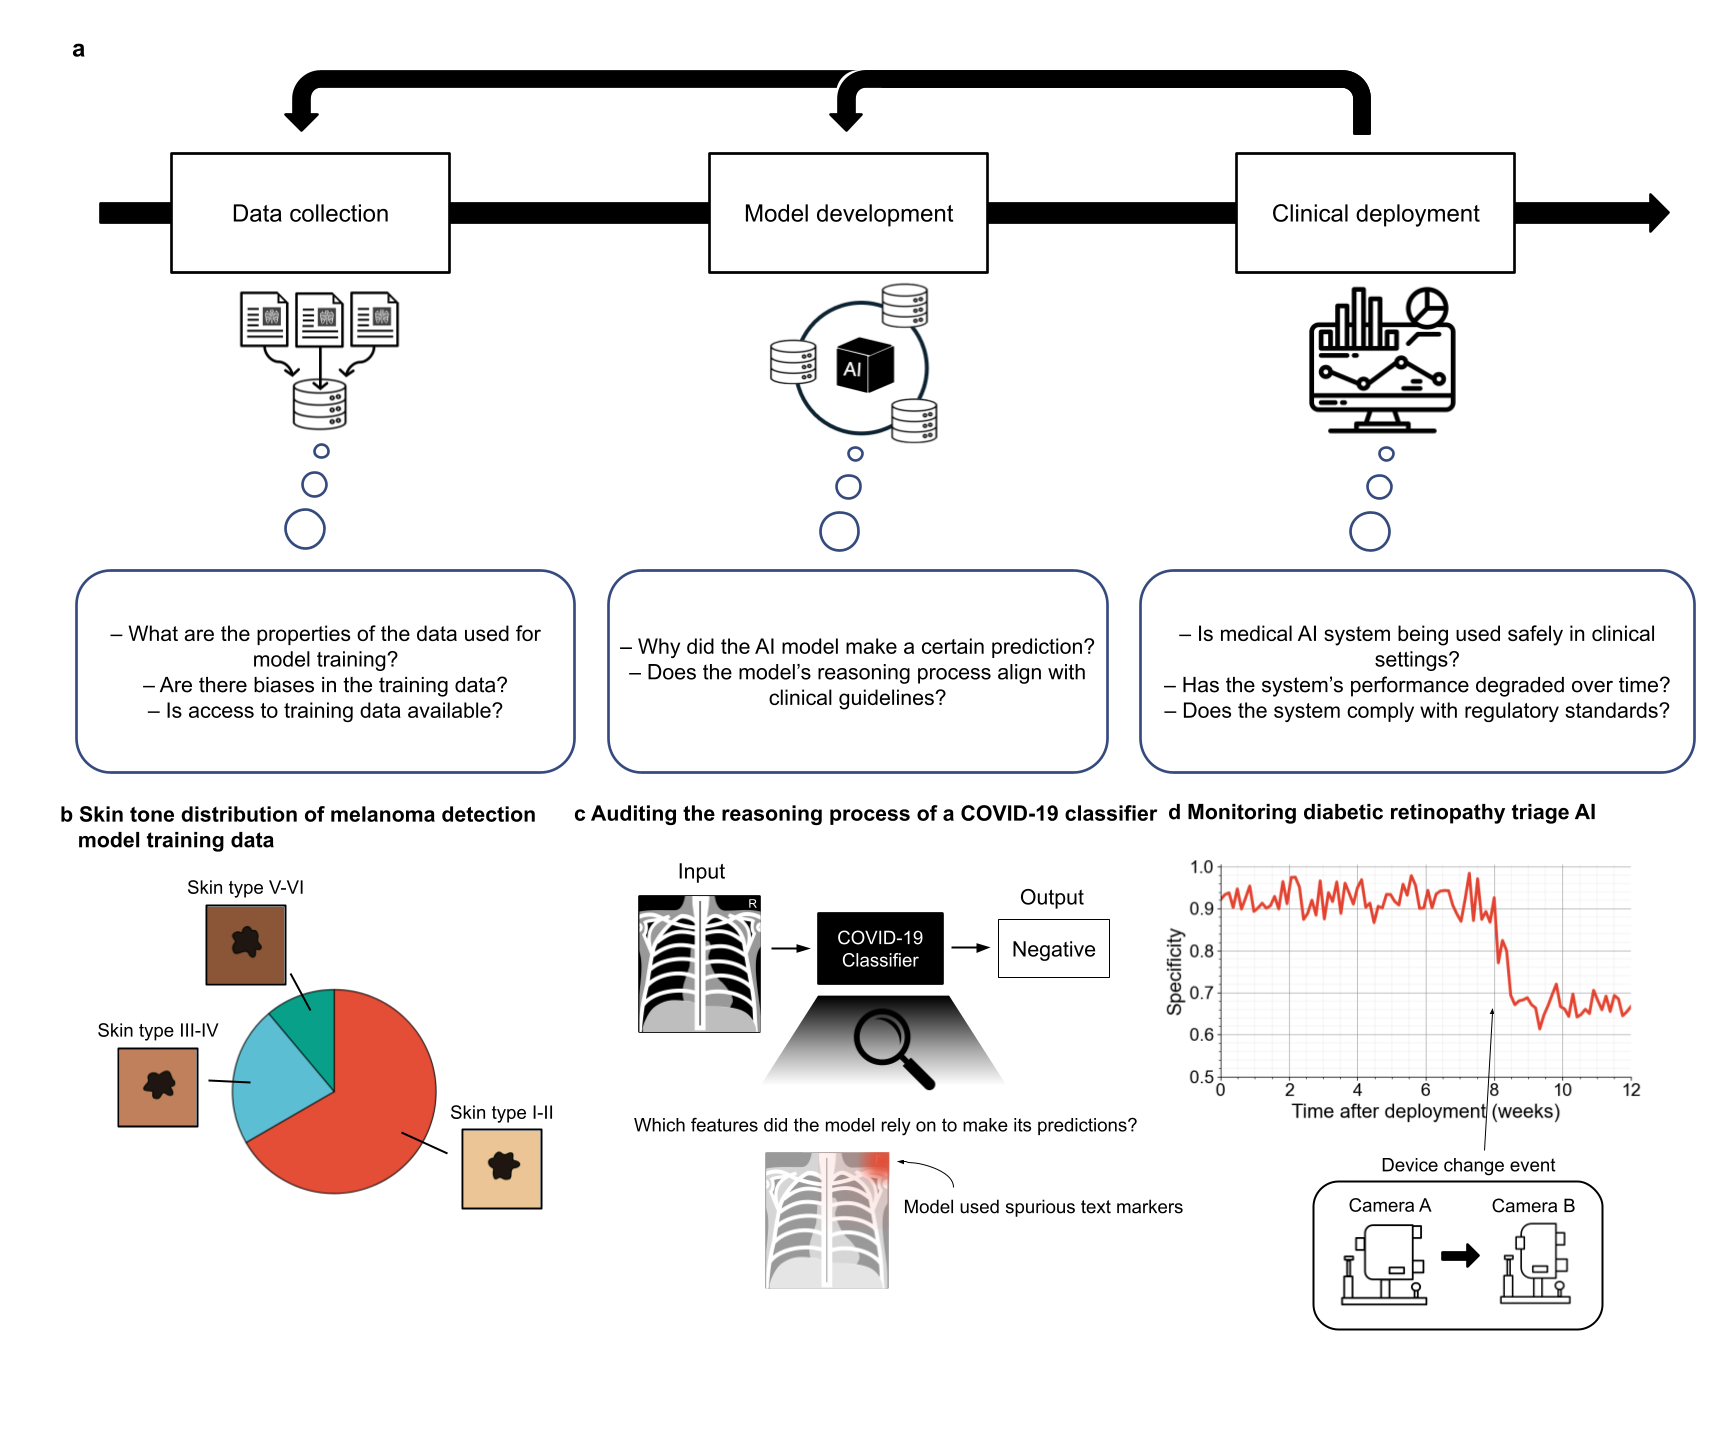 a
Data collection
Model development
Clinical deployment
AI
– What are the properties of the data used for
model training?
– Are there biases in the training data?
– Is access to training data available?
– Why did the AI model make a certain prediction?
– Does the model’s reasoning process align with
clinical guidelines?
– Is medical AI system being used safely in clinical
settings?
– Has the system’s performance degraded over time?
– Does the system comply with regulatory standards?
b Skin tone distribution of melanoma detection
model training data
Skin type V-VI
Skin type III-IV
Skin type I-II
c Auditing the reasoning process of a COVID-19 classifier
Input
R
COVID-19
Classifier
Output
Negative
Which features did the model rely on to make its predictions?
Model used spurious text markers
d Monitoring diabetic retinopathy triage AI
Specificity
1.0
0.9
0.8
0.7
0.6
0.5
0 2 4 6 8 10 12
Time after deployment (weeks)
Device change event
Camera A
Camera B